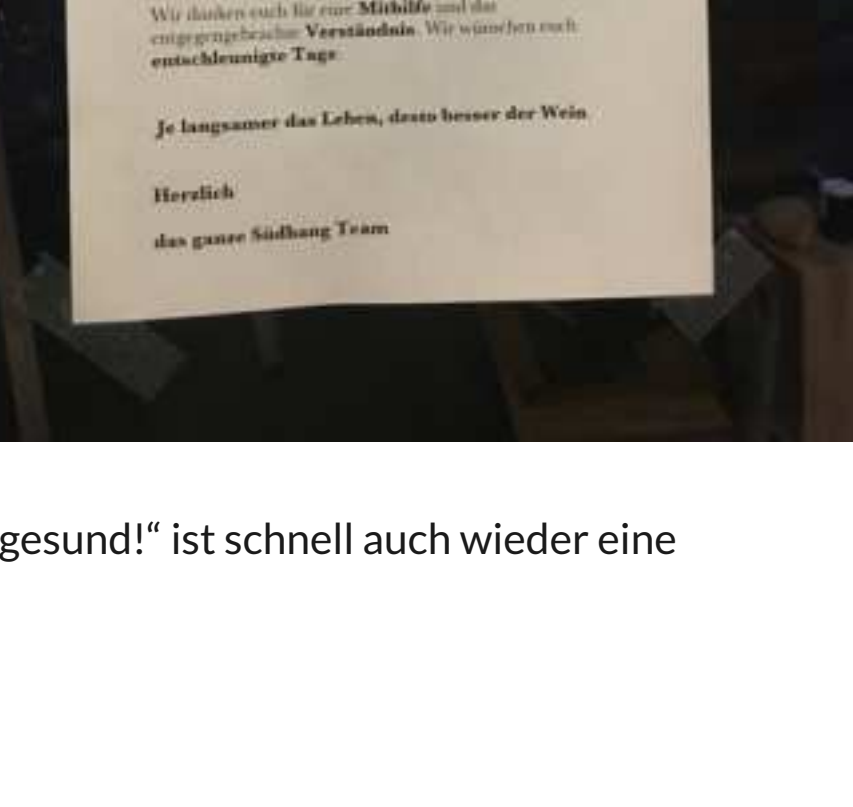 Wir danken euch für eure Mithilfe und das
entgegengebrachte Verständnis. Wir wünschen euch
entschleunigte Tage.
Je langsamer das Leben, desto besser der Wein.
Herzlich
das ganze Südhang Team
gesund!“ ist schnell auch wieder eine